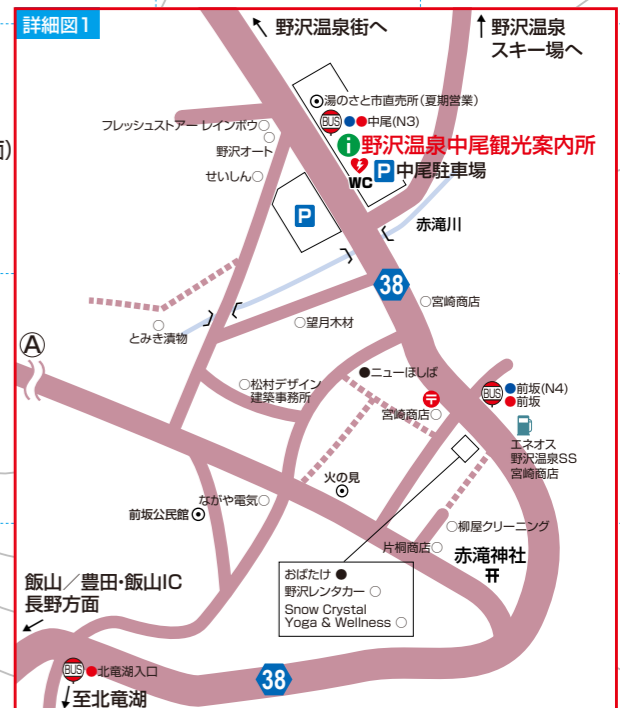 詳細図1
野沢温泉街へ
野沢温泉
スキー場へ
湯のさと市直売所(夏期営業)
BUS
中尾(N3)
フレッシュストアー レインボウ
野沢オート
i
野沢温泉中尾観光案内所
せいしん
WC
P
中尾駐車場
P
赤滝川
38
宮崎商店
望月木材
とみき漬物
A
ニューほしば
松村デザイン
建築事務所
〒
宮崎商店
BUS
前坂(N4)
前坂
エネオス
野沢温泉SS
宮崎商店
火の見
ながや電気
前坂公民館
柳屋クリーニング
片桐商店
赤滝神社
おばたけ
野沢レンタカー
Snow Crystal
Yoga & Wellness
飯山/豊田・飯山IC
長野方面
BUS
北竜湖入口
38
至北竜湖